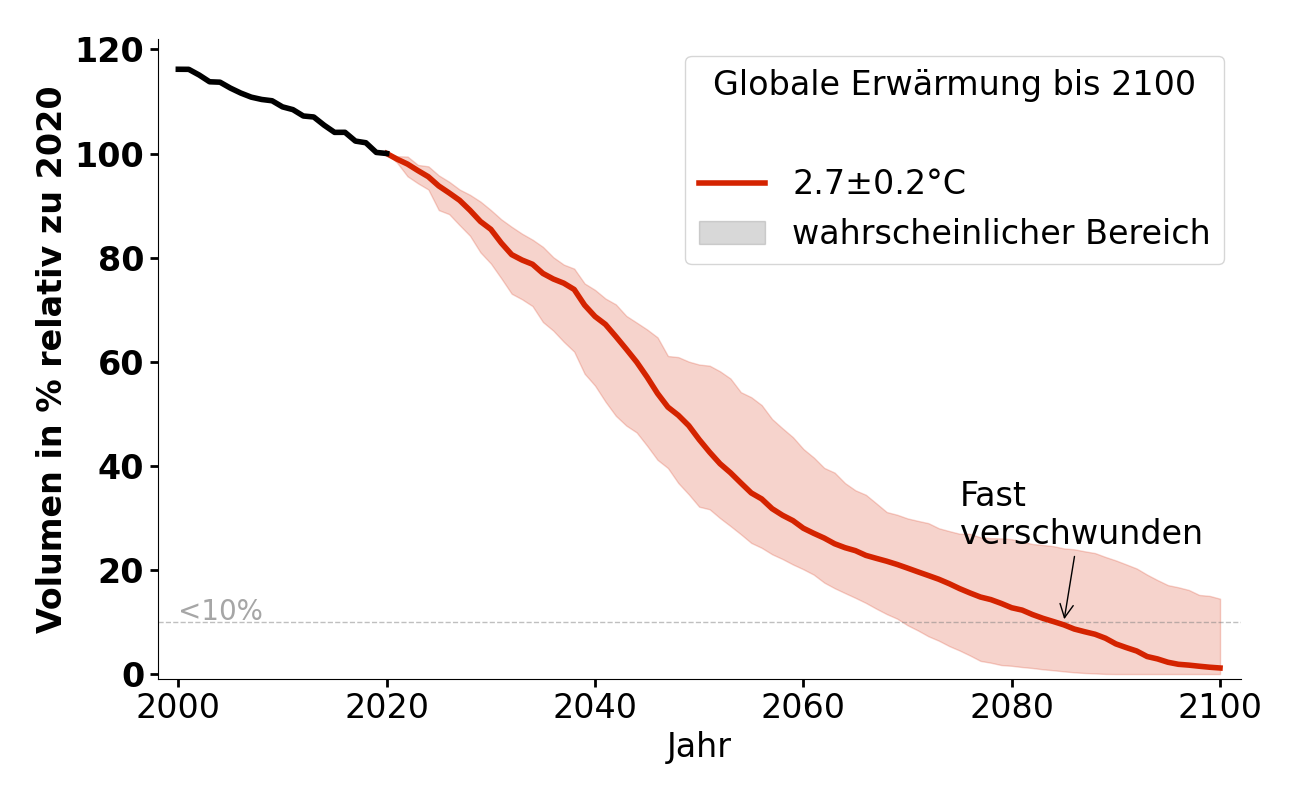 Volumen in % relativ zu 2020
120
100
80
60
40
20
0
Globale Erwärmung bis 2100
2.7±0.2°C
wahrscheinlicher Bereich
Fast
verschwunden
<10%
2000 2020 2040 2060 2080 2100
Jahr